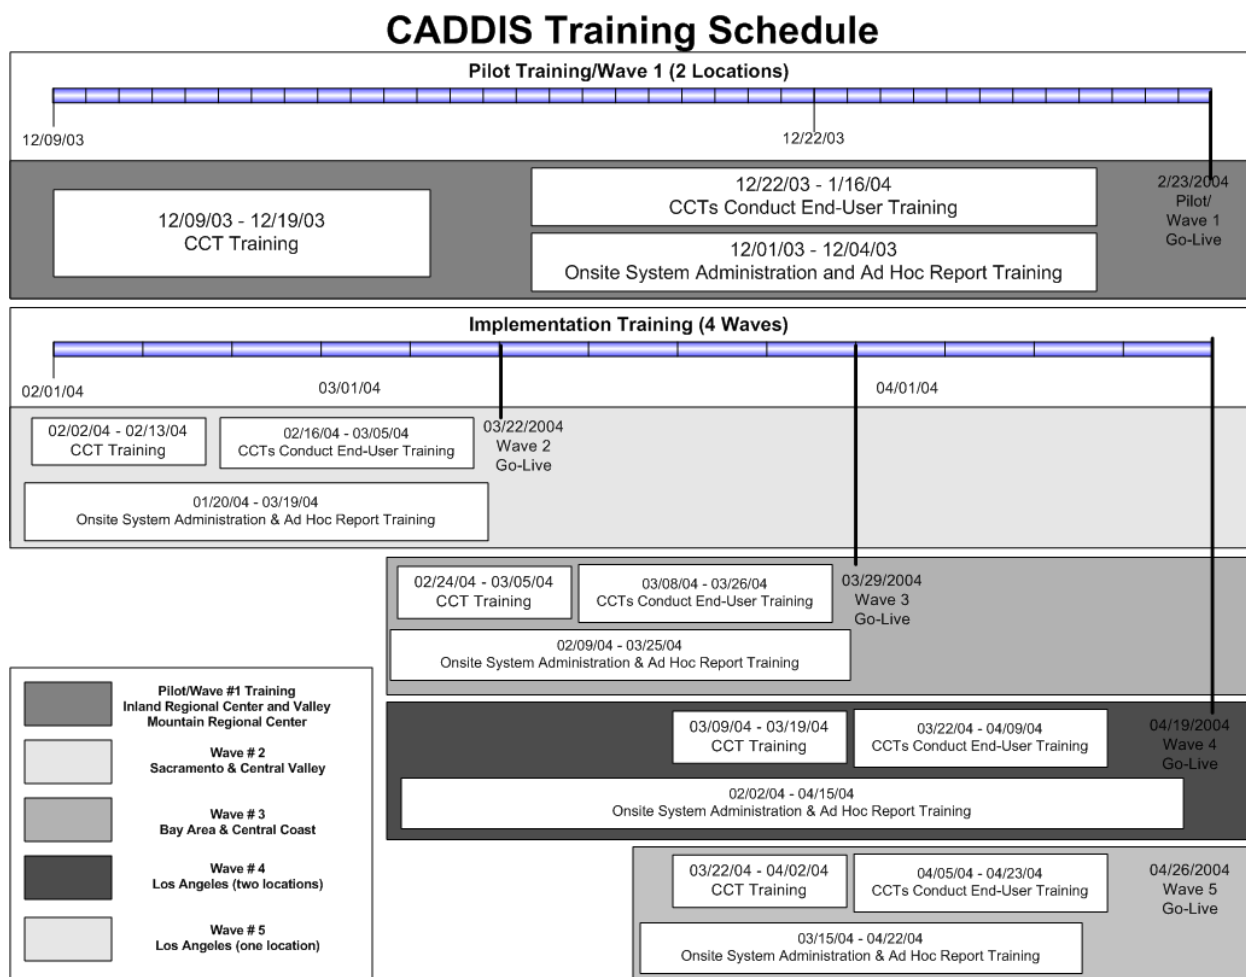 CADDIS Training Schedule
Pilot Training/Wave 1 (2 Locations)
12/09/03
12/22/03
12/09/03 - 12/19/03
CCT Training
12/22/03 - 1/16/04
CCTs Conduct End-User Training
12/01/03 - 12/04/03
Onsite System Administration and Ad Hoc Report Training
2/23/2004
Pilot/
Wave 1
Go-Live
Implementation Training (4 Waves)
02/01/04
03/01/04
04/01/04
02/02/04 - 02/13/04
CCT Training
02/16/04 - 03/05/04
CCTs Conduct End-User Training
03/22/2004
Wave 2
Go-Live
01/20/04 - 03/19/04
Onsite System Administration & Ad Hoc Report Training
02/24/04 - 03/05/04
CCT Training
03/08/04 - 03/26/04
CCTs Conduct End-User Training
03/29/2004
Wave 3
Go-Live
02/09/04 - 03/25/04
Onsite System Administration & Ad Hoc Report Training
03/09/04 - 03/19/04
CCT Training
03/22/04 - 04/09/04
CCTs Conduct End-User Training
04/19/2004
Wave 4
Go-Live
02/02/04 - 04/15/04
Onsite System Administration & Ad Hoc Report Training
03/22/04 - 04/02/04
CCT Training
04/05/04 - 04/23/04
CCTs Conduct End-User Training
04/26/2004
Wave 5
Go-Live
03/15/04 - 04/22/04
Onsite System Administration & Ad Hoc Report Training
Pilot/Wave #1 Training
Inland Regional Center and Valley
Mountain Regional Center
Wave # 2
Sacramento & Central Valley
Wave # 3
Bay Area & Central Coast
Wave # 4
Los Angeles (two locations)
Wave # 5
Los Angeles (one location)